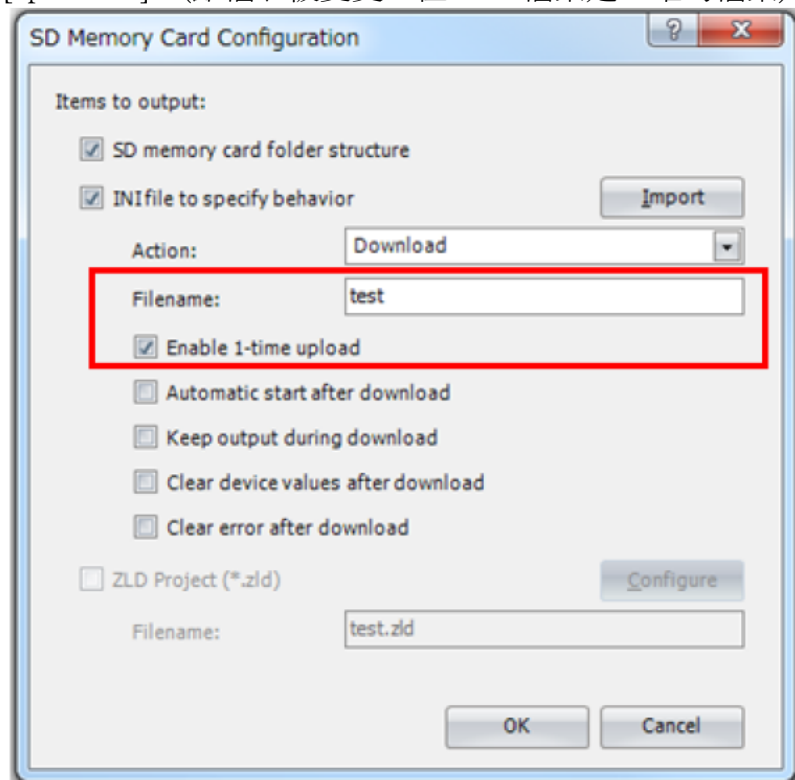 SD Memory Card Configuration
Items to output:
SD memory card folder structure
INI file to specify behavior
Import
Action:
Download
Filename:
test
Enable 1-time upload
Automatic start after download
Keep output during download
Clear device values after download
Clear error after download
ZLD Project (*.zld)
Configure
Filename:
test.zld
OK
Cancel